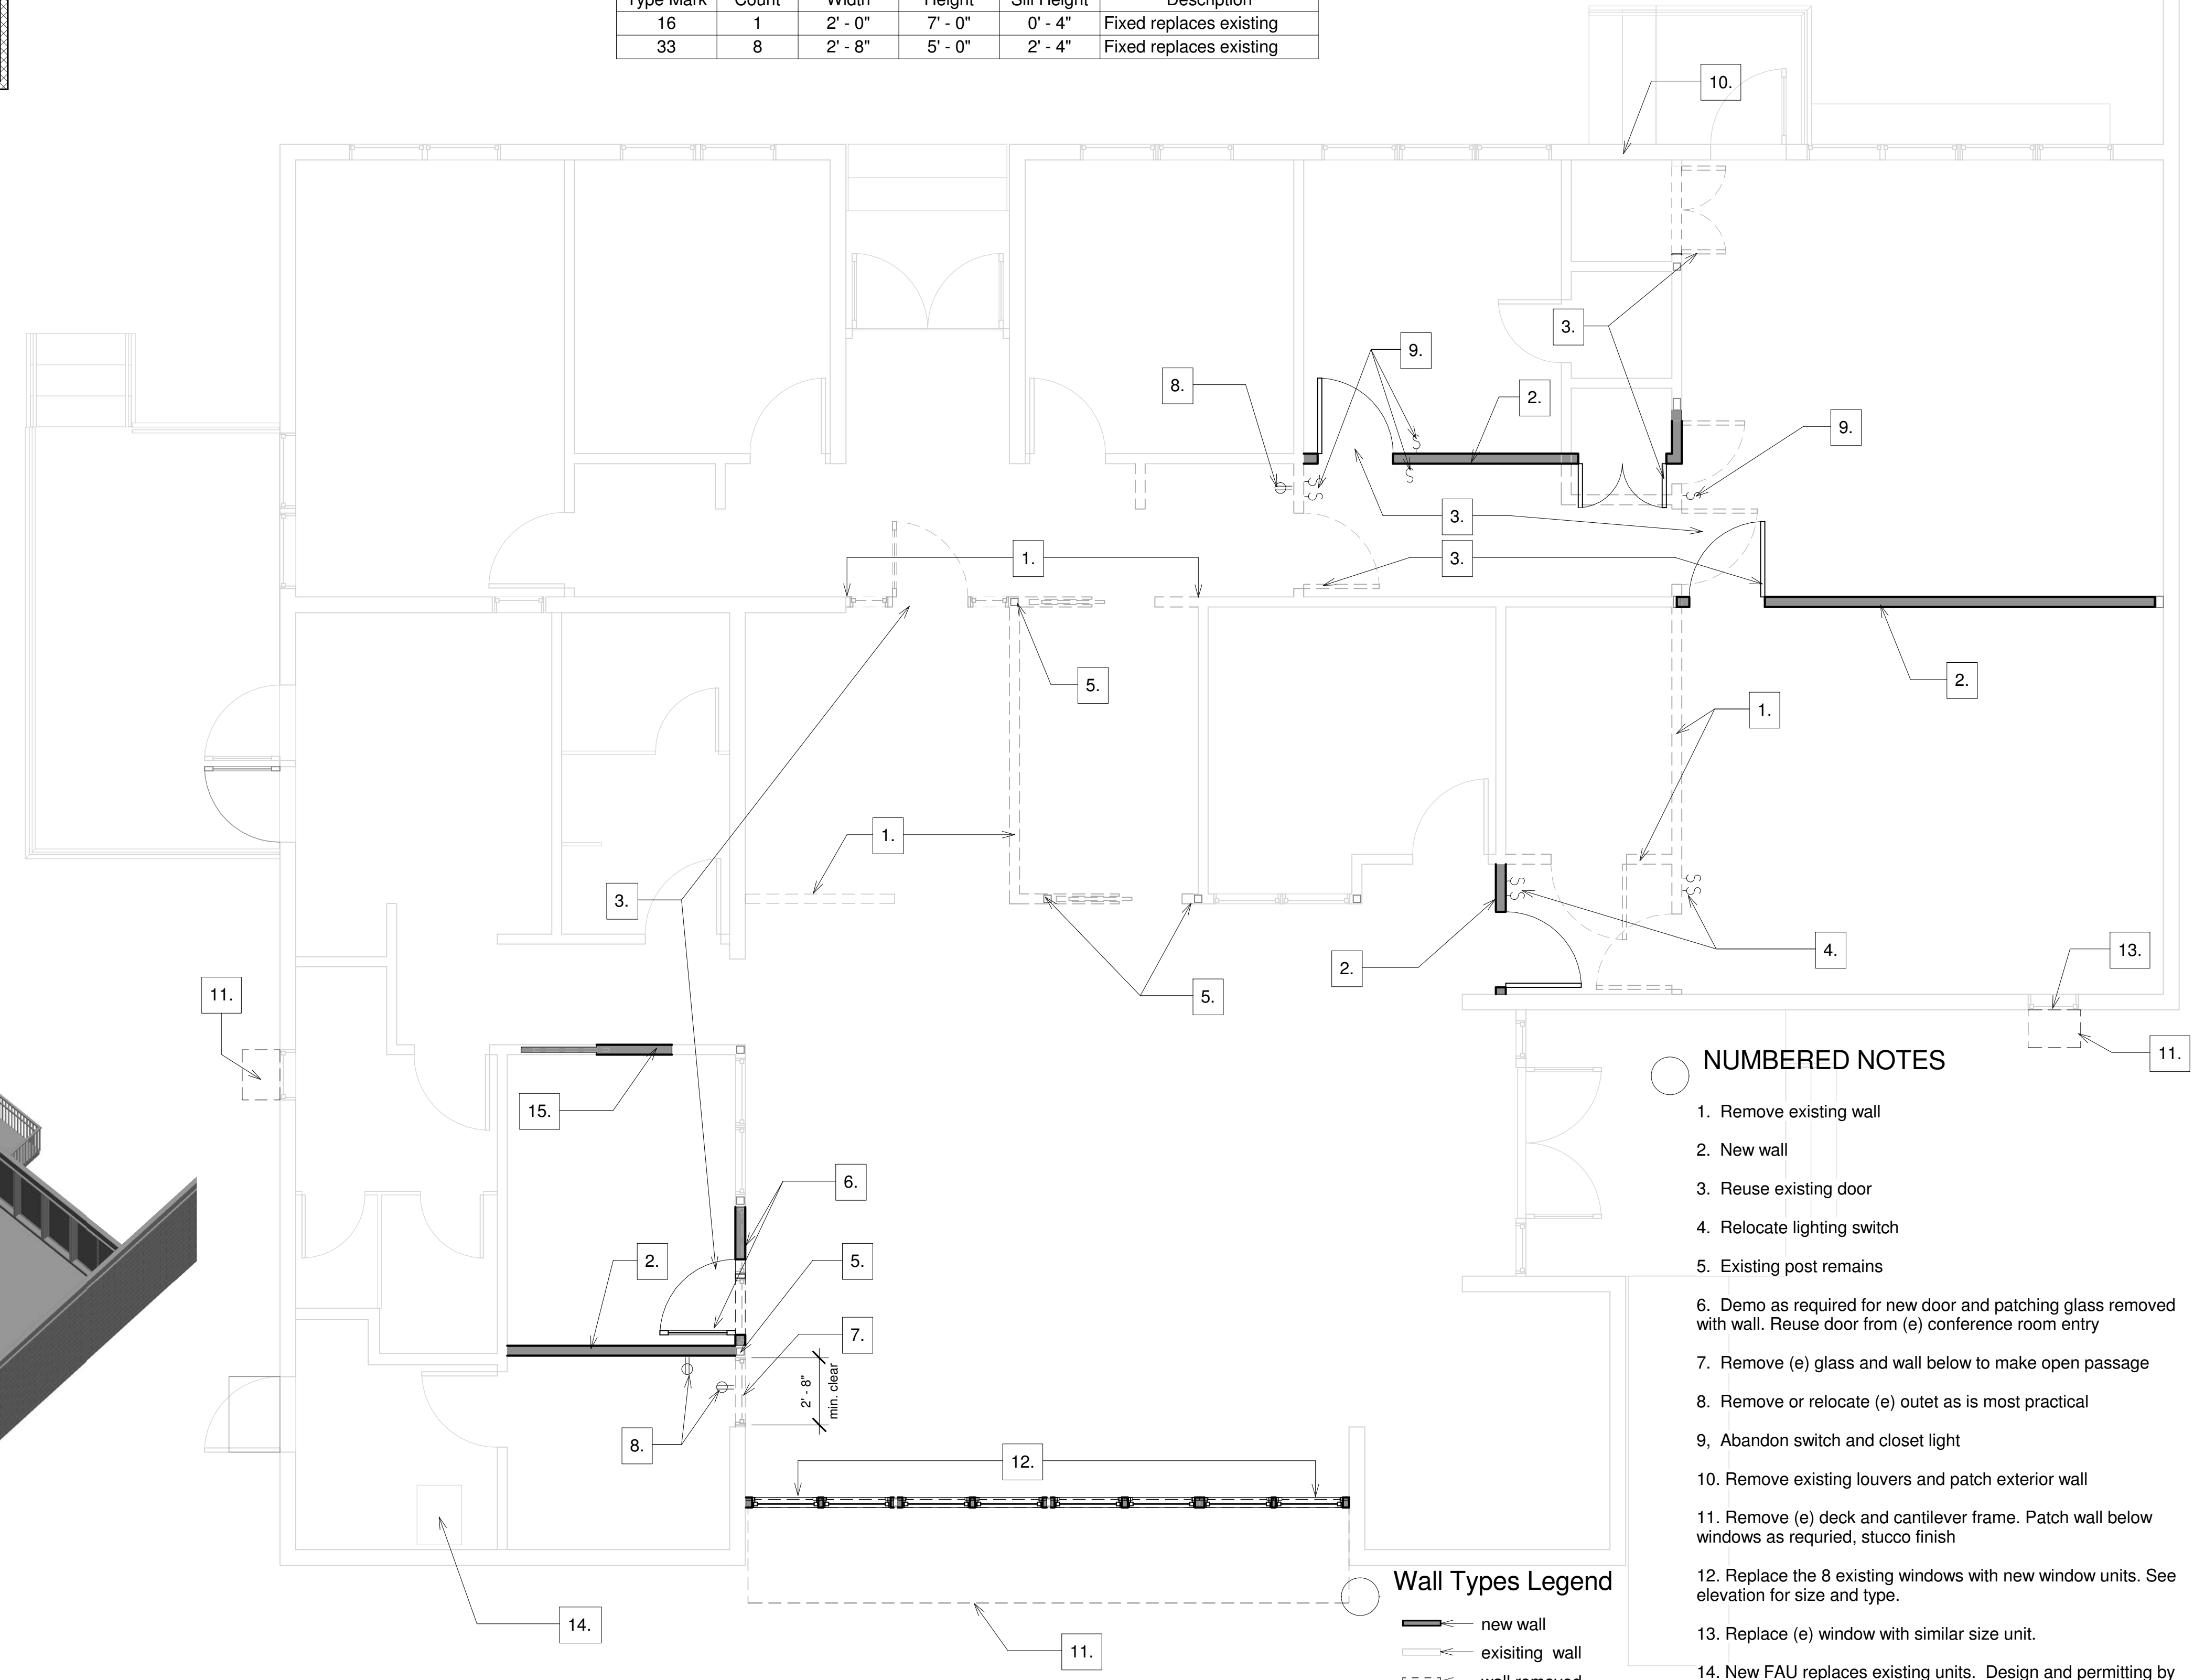 Type Mark Count Width Height Sill Height Description
16 1 2' - 0" 7' - 0" 0' - 4" Fixed replaces existing
33 8 2' - 8" 5' - 0" 2' - 4" Fixed replaces existing
10.
3.
9.
8.
2.
9.
3.
1.
3.
5.
2.
1.
1.
3.
4.
13.
2.
11.
5.
11.
15.
6.
2.
5.
7.
2' - 8"
min. clear
8.
12.
14.
11.
NUMBERED NOTES
1. Remove existing wall
2. New wall
3. Reuse existing door
4. Relocate lighting switch
5. Existing post remains
6. Demo as required for new door and patching glass removed
with wall. Reuse door from (e) conference room entry
7. Remove (e) glass and wall below to make open passage
8. Remove or relocate (e) outet as is most practical
9, Abandon switch and closet light
10. Remove existing louvers and patch exterior wall
11. Remove (e) deck and cantilever frame. Patch wall below
windows as requried, stucco finish
12. Replace the 8 existing windows with new window units. See
elevation for size and type.
13. Replace (e) window with similar size unit.
14. New FAU replaces existing units. Design and permitting by
Wall Types Legend
new wall
exisiting wall
wall removed